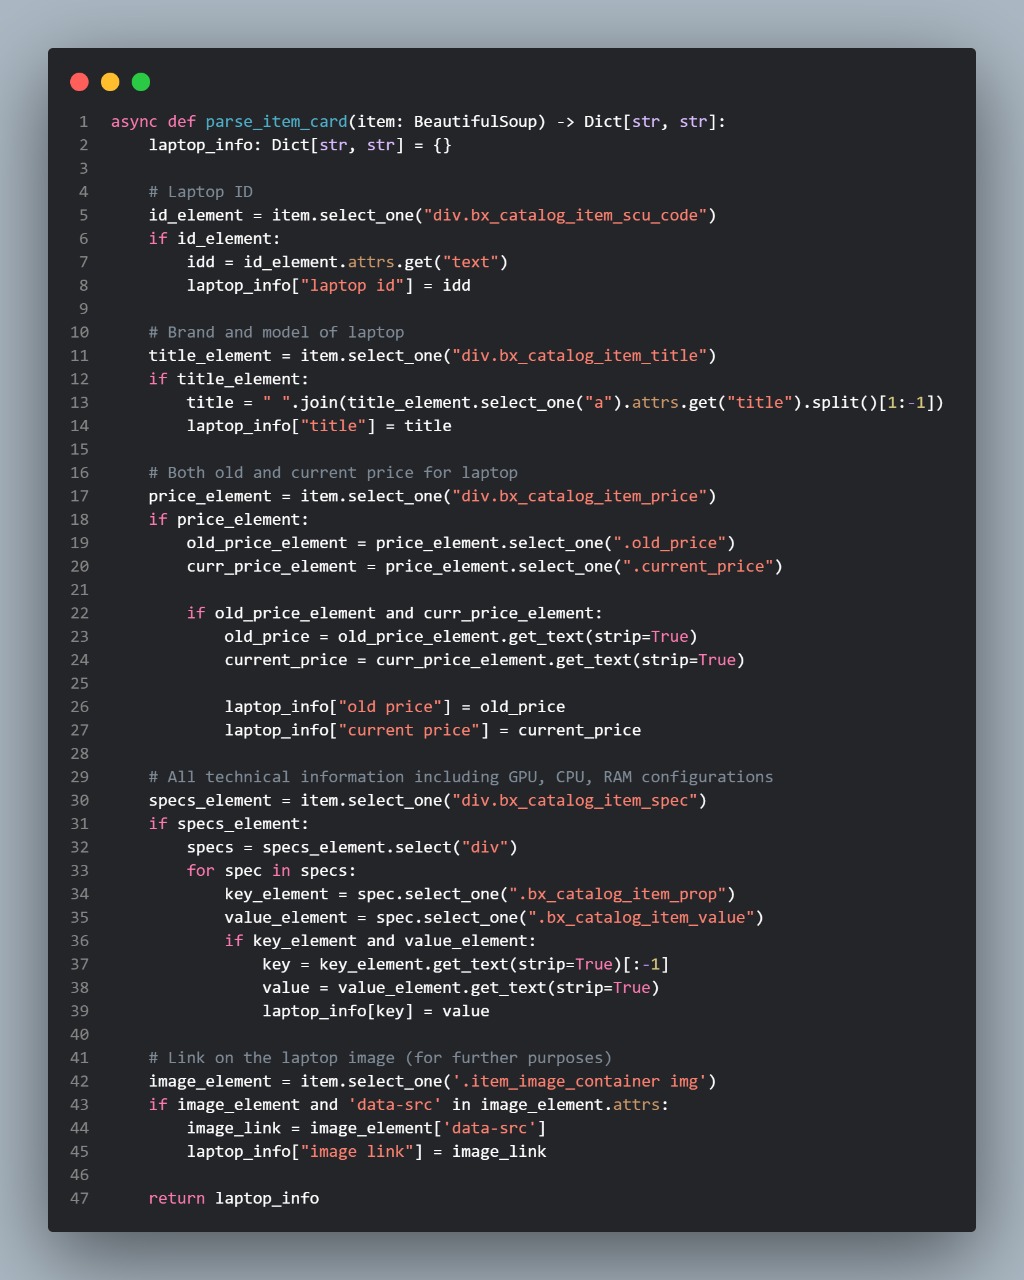 1 async def parse_item_card(item: BeautifulSoup) -> Dict[str, str]:
2     laptop_info: Dict[str, str] = {}
3
4     # Laptop ID
5     id_element = item.select_one("div.bx_catalog_item_scu_code")
6     if id_element:
7         idd = id_element.attrs.get("text")
8         laptop_info["laptop id"] = idd
9
10     # Brand and model of laptop
11     title_element = item.select_one("div.bx_catalog_item_title")
12     if title_element:
13         title = " ".join(title_element.select_one("a").attrs.get("title").split()[1:-1])
14         laptop_info["title"] = title
15
16     # Both old and current price for laptop
17     price_element = item.select_one("div.bx_catalog_item_price")
18     if price_element:
19         old_price_element = price_element.select_one(".old_price")
20         curr_price_element = price_element.select_one(".current_price")
21
22         if old_price_element and curr_price_element:
23             old_price = old_price_element.get_text(strip=True)
24             current_price = curr_price_element.get_text(strip=True)
25
26             laptop_info["old price"] = old_price
27             laptop_info["current price"] = current_price
28
29     # All technical information including GPU, CPU, RAM configurations
30     specs_element = item.select_one("div.bx_catalog_item_spec")
31     if specs_element:
32         specs = specs_element.select("div")
33         for spec in specs:
34             key_element = spec.select_one(".bx_catalog_item_prop")
35             value_element = spec.select_one(".bx_catalog_item_value")
36             if key_element and value_element:
37                 key = key_element.get_text(strip=True)[:-1]
38                 value = value_element.get_text(strip=True)
39                 laptop_info[key] = value
40
41     # Link on the laptop image (for further purposes)
42     image_element = item.select_one('.item_image_container img')
43     if image_element and 'data-src' in image_element.attrs:
44         image_link = image_element['data-src']
45         laptop_info["image link"] = image_link
46
47     return laptop_info